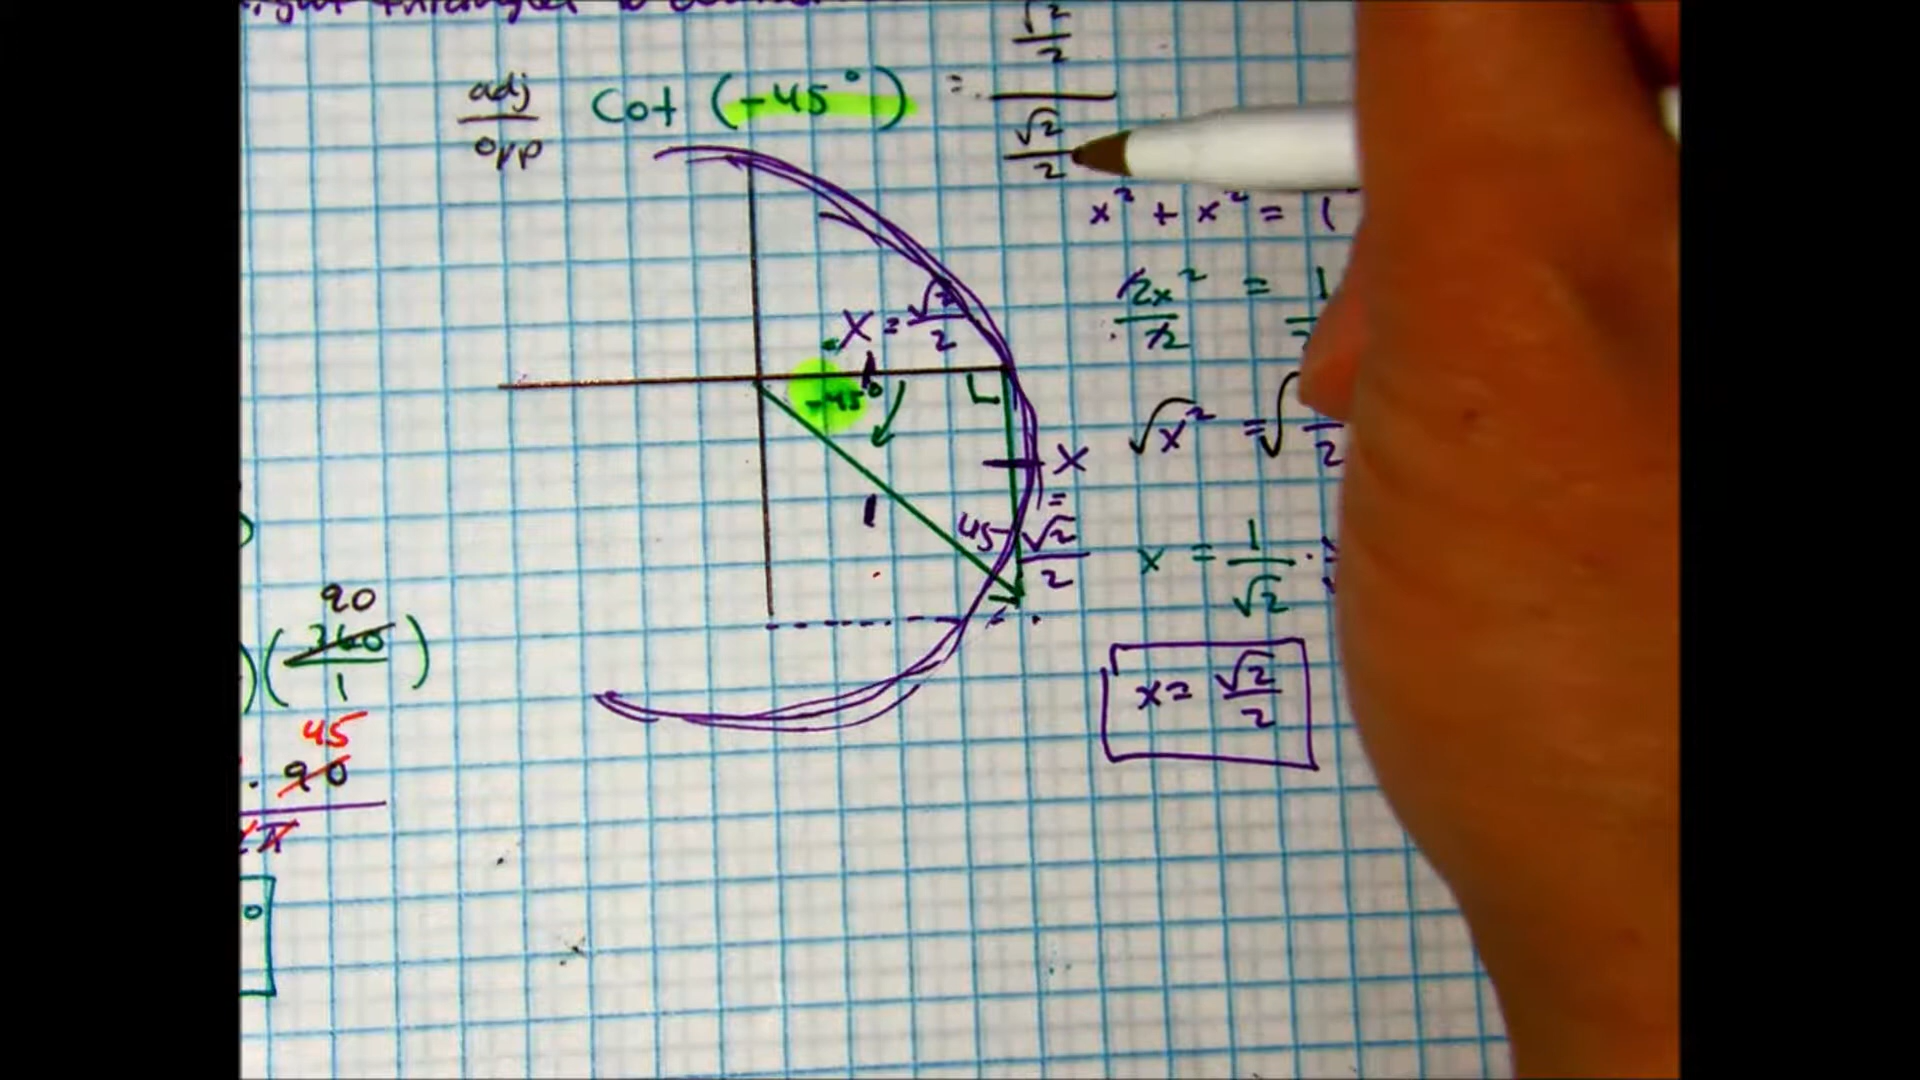 √2/2
adj/opp Cot (-45°) = √2/2
x² + x² = 1
2x²/2 = 1
X = √2/2
-45°
√x² = √ /2
X
=
1
45 √2/2
x = 1/√2 ·
90
(360/1)
x = √2/2
45
· 90
π
°